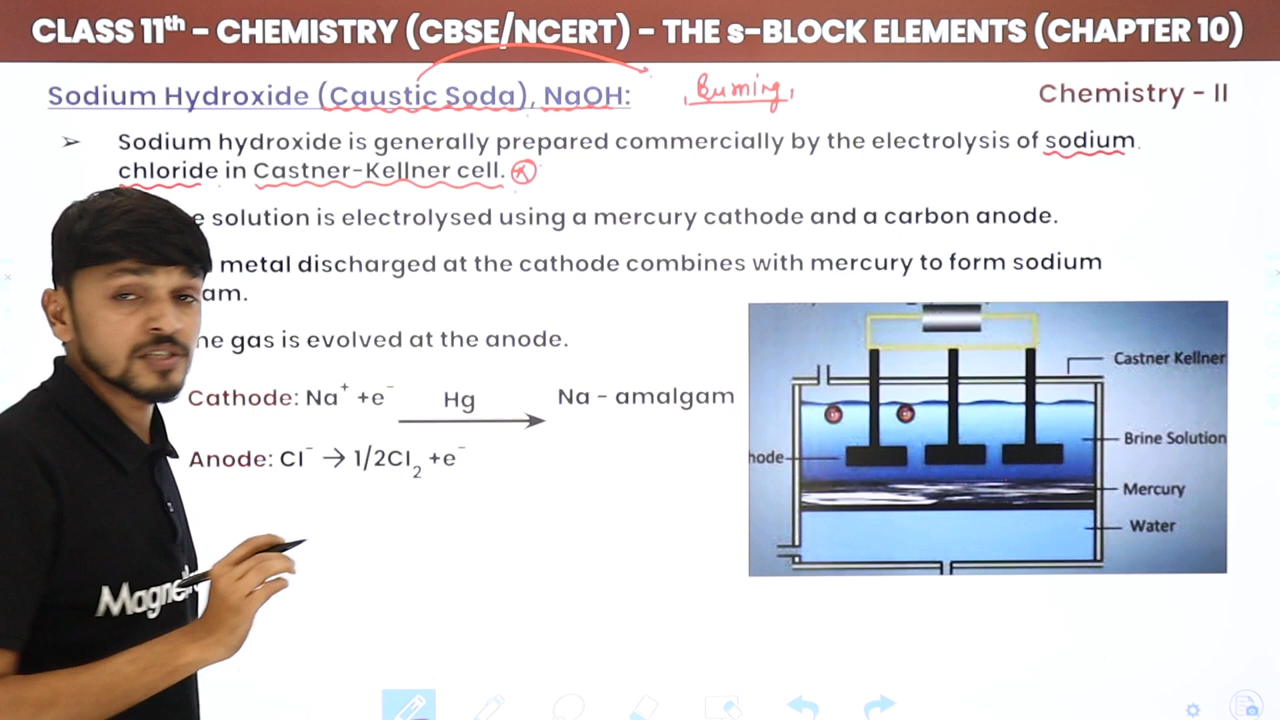 CLASS 11th – CHEMISTRY (CBSE/NCERT) – THE s-BLOCK ELEMENTS (CHAPTER 10)
Sodium Hydroxide (Caustic Soda), NaOH:
Burning
Chemistry - II
➢ Sodium hydroxide is generally prepared commercially by the electrolysis of sodium
chloride in Castner-Kellner cell.
solution is electrolysed using a mercury cathode and a carbon anode.
metal discharged at the cathode combines with mercury to form sodium
am.
gas is evolved at the anode.
Cathode: Na⁺ +e⁻ Hg → Na - amalgam
Anode: Cl⁻ → 1/2Cl₂ +e⁻
Castner Kellner
Brine Solution
hode
Mercury
Water